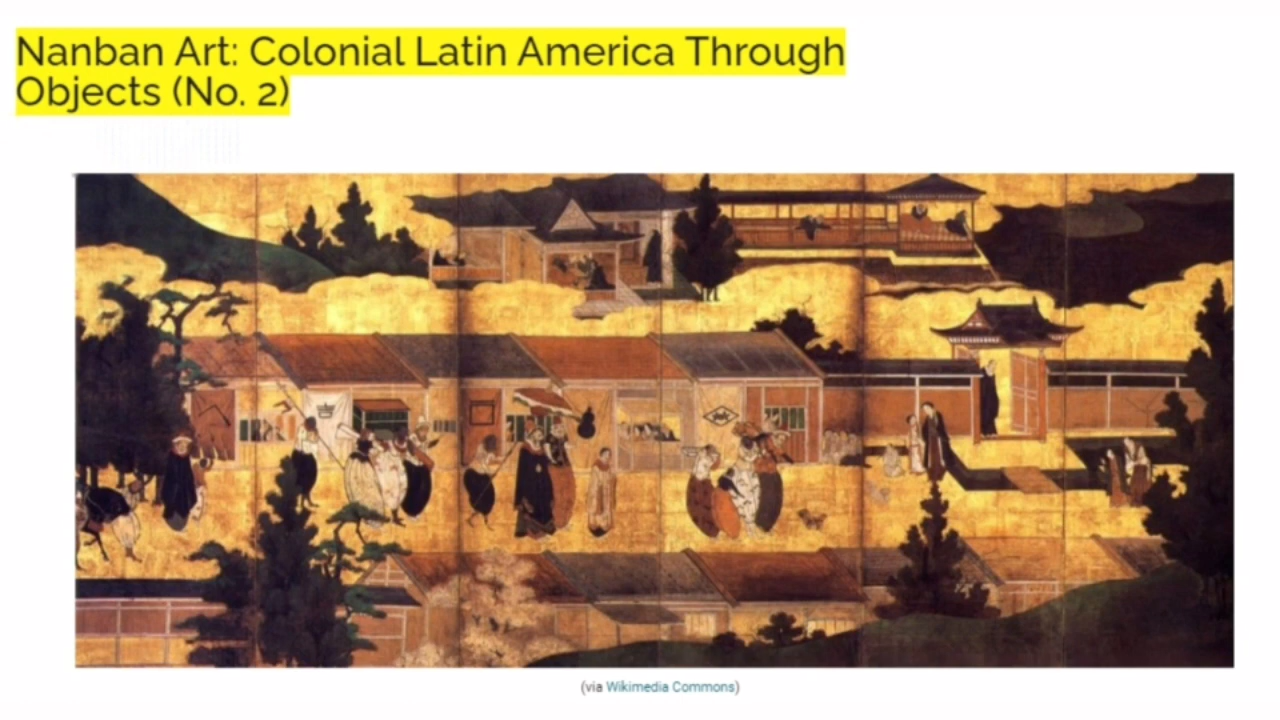 Nanban Art: Colonial Latin America Through
Objects (No. 2)
(via Wikimedia Commons)